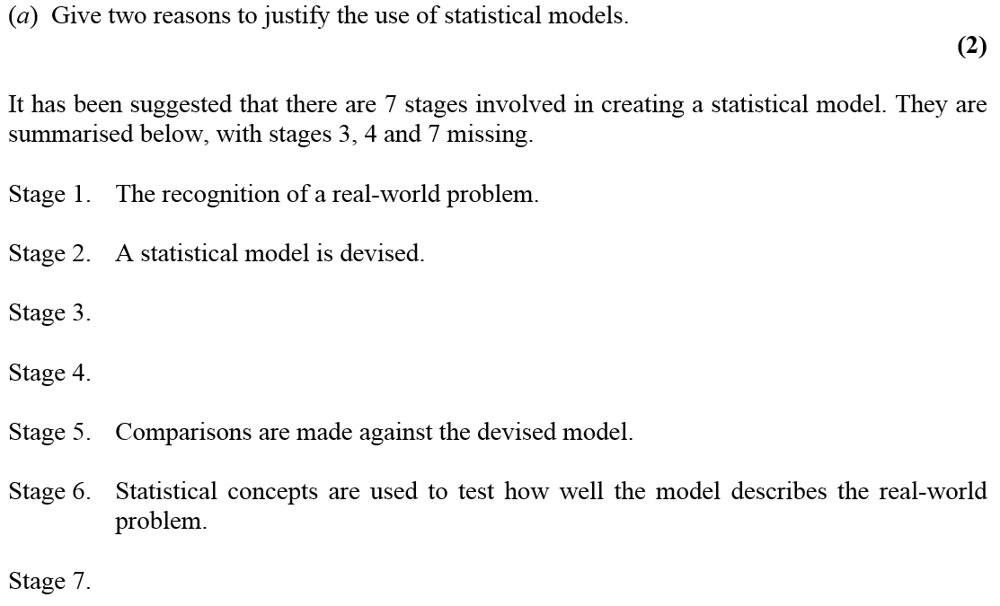 (a) Give two reasons to justify the use of statistical models.
(2)
It has been suggested that there are 7 stages involved in creating a statistical model. They are
summarised below, with stages 3, 4 and 7 missing.
Stage 1. The recognition of a real-world problem.
Stage 2. A statistical model is devised.
Stage 3.
Stage 4.
Stage 5. Comparisons are made against the devised model.
Stage 6. Statistical concepts are used to test how well the model describes the real-world
problem.
Stage 7.